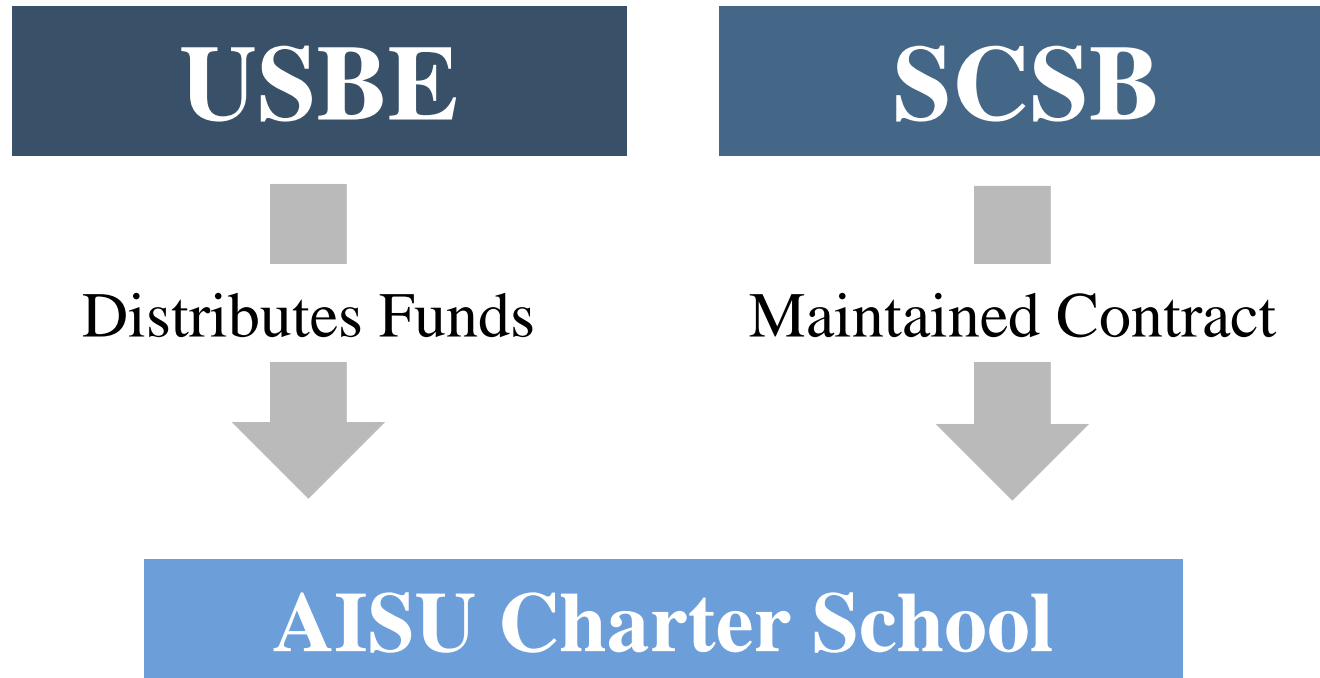 USBE
SCSB
Distributes Funds
Maintained Contract
AISU Charter School